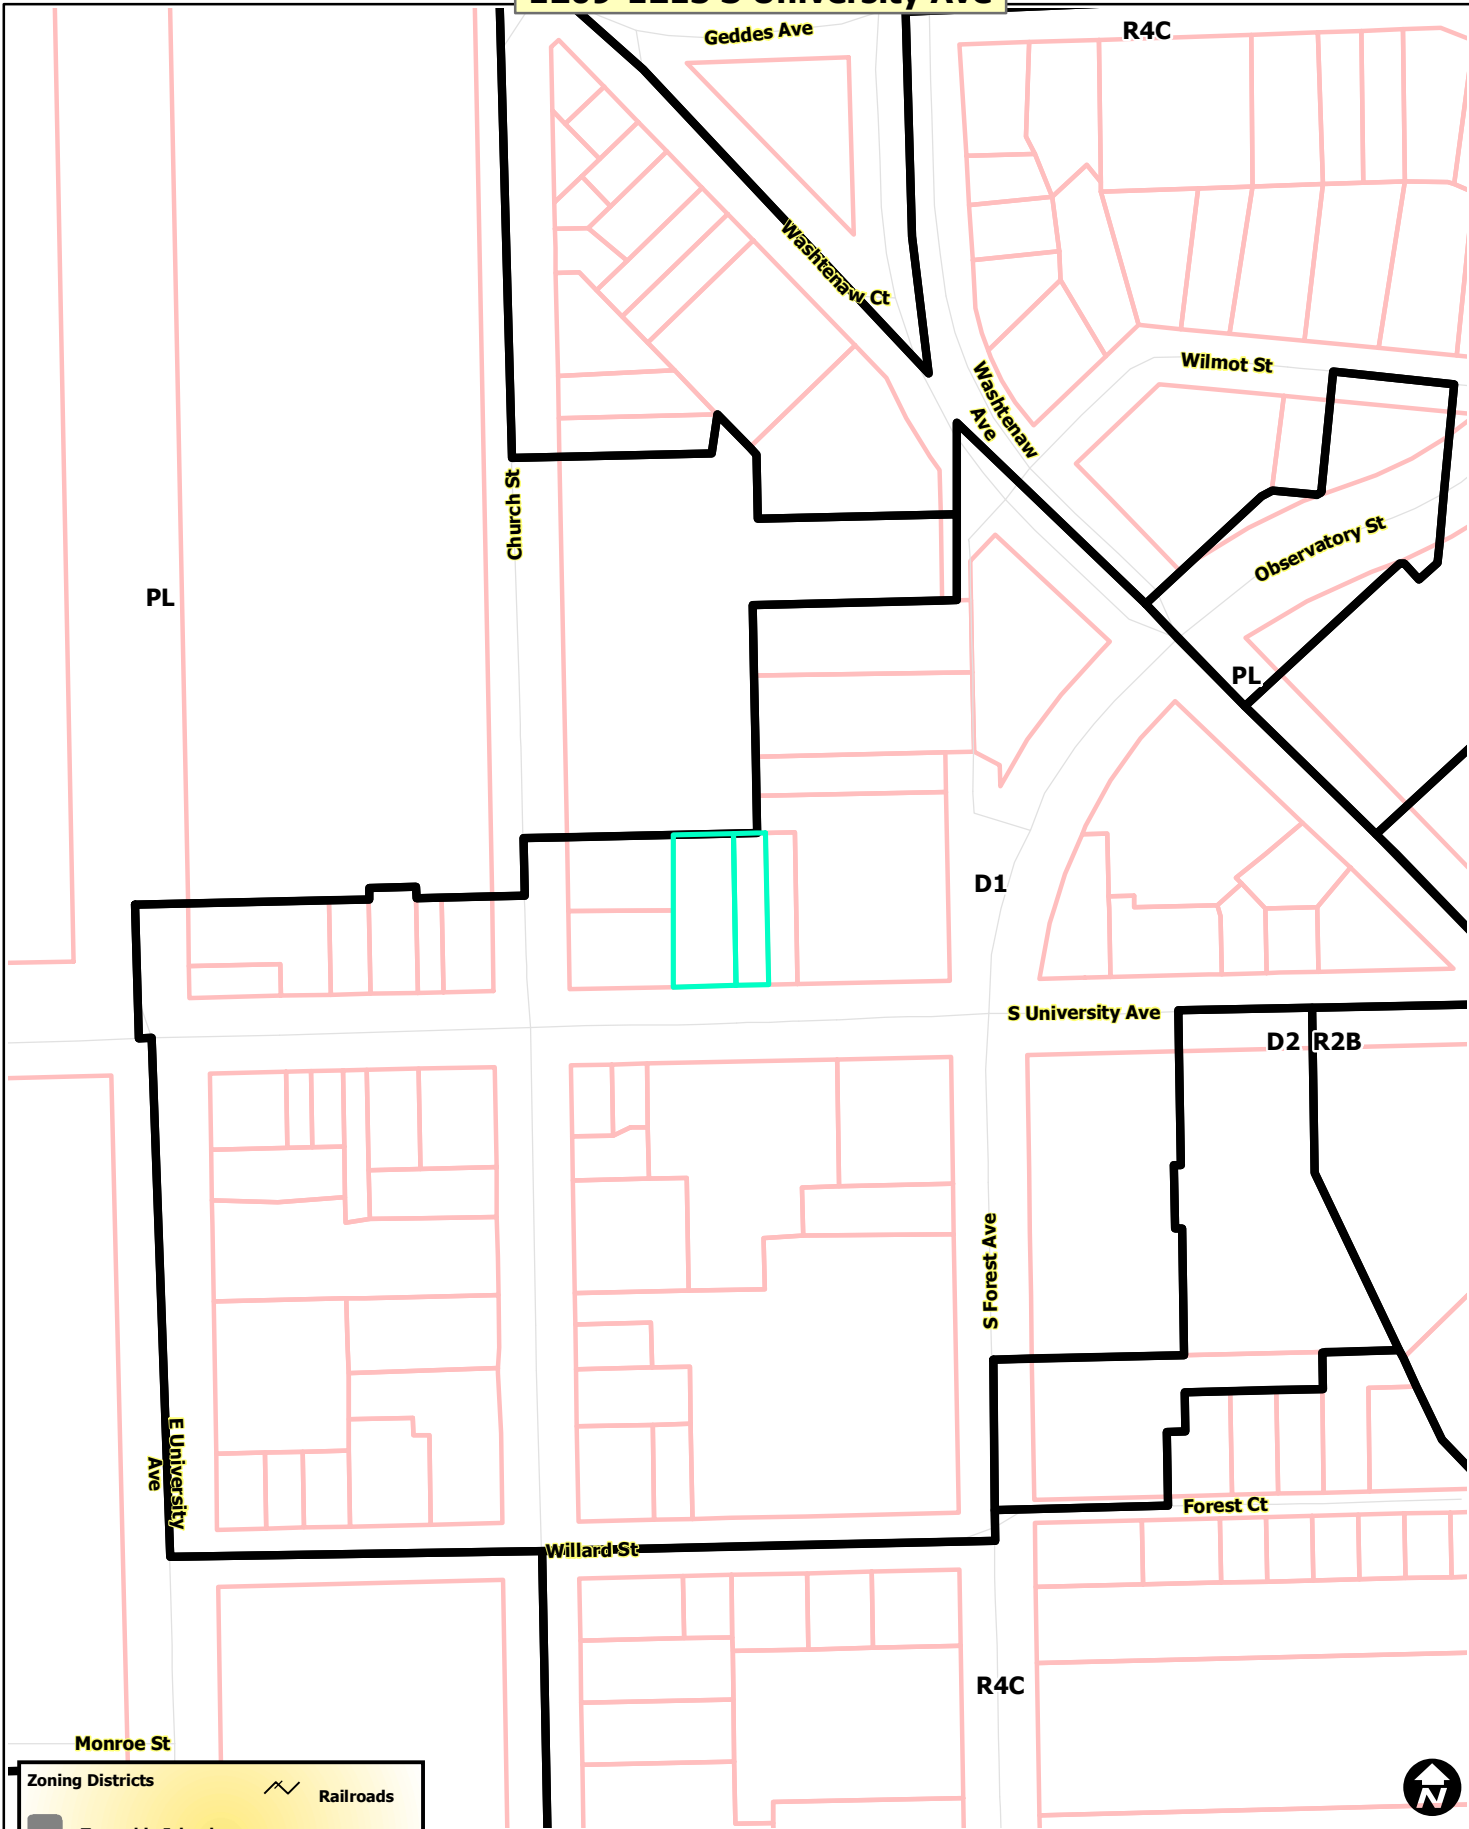 Geddes Ave
R4C
Washtenaw Ct
Wilmot St
Washtenaw
Ave
Church St
Observatory St
PL
PL
D1
S University Ave
D2
R2B
S Forest Ave
E University
Ave
Forest Ct
Willard St
R4C
Monroe St
Zoning Districts
Railroads
N